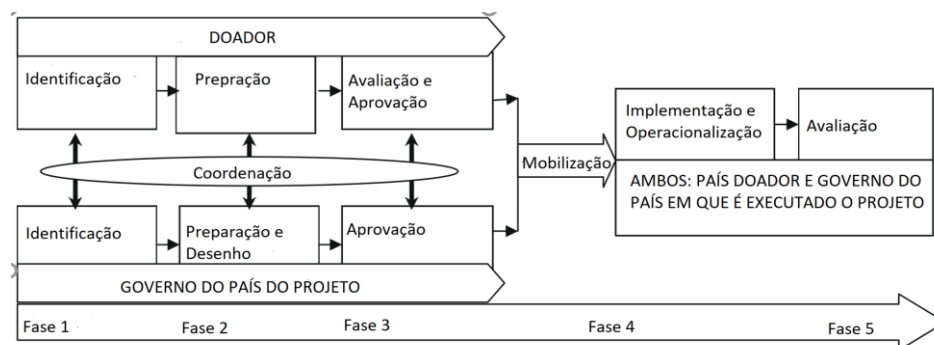 DOADOR
Identificação
Prepração
Avaliação e
Aprovação
Coordenação
Identificação
Preparação e
Desenho
Aprovação
GOVERNO DO PAÍS DO PROJETO
Mobilização
Implementação e
Operacionalização
Avaliação
AMBOS: PAÍS DOADOR E GOVERNO DO
PAÍS EM QUE É EXECUTADO O PROJETO
Fase 1
Fase 2
Fase 3
Fase 4
Fase 5